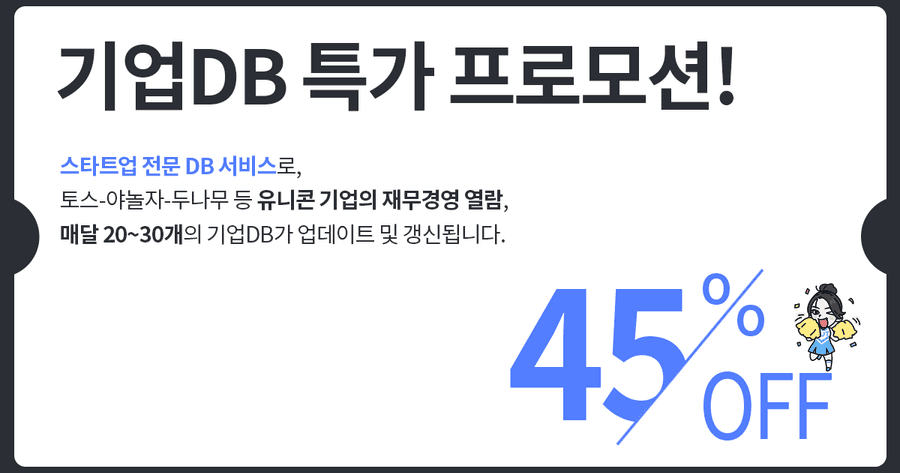 기업DB 특가 프로모션!
스타트업 전문 DB 서비스로,
토스-야놀자-두나무 등 유니콘 기업의 재무경영 열람,
매달 20~30개의 기업DB가 업데이트 및 갱신됩니다.
45%
OFF